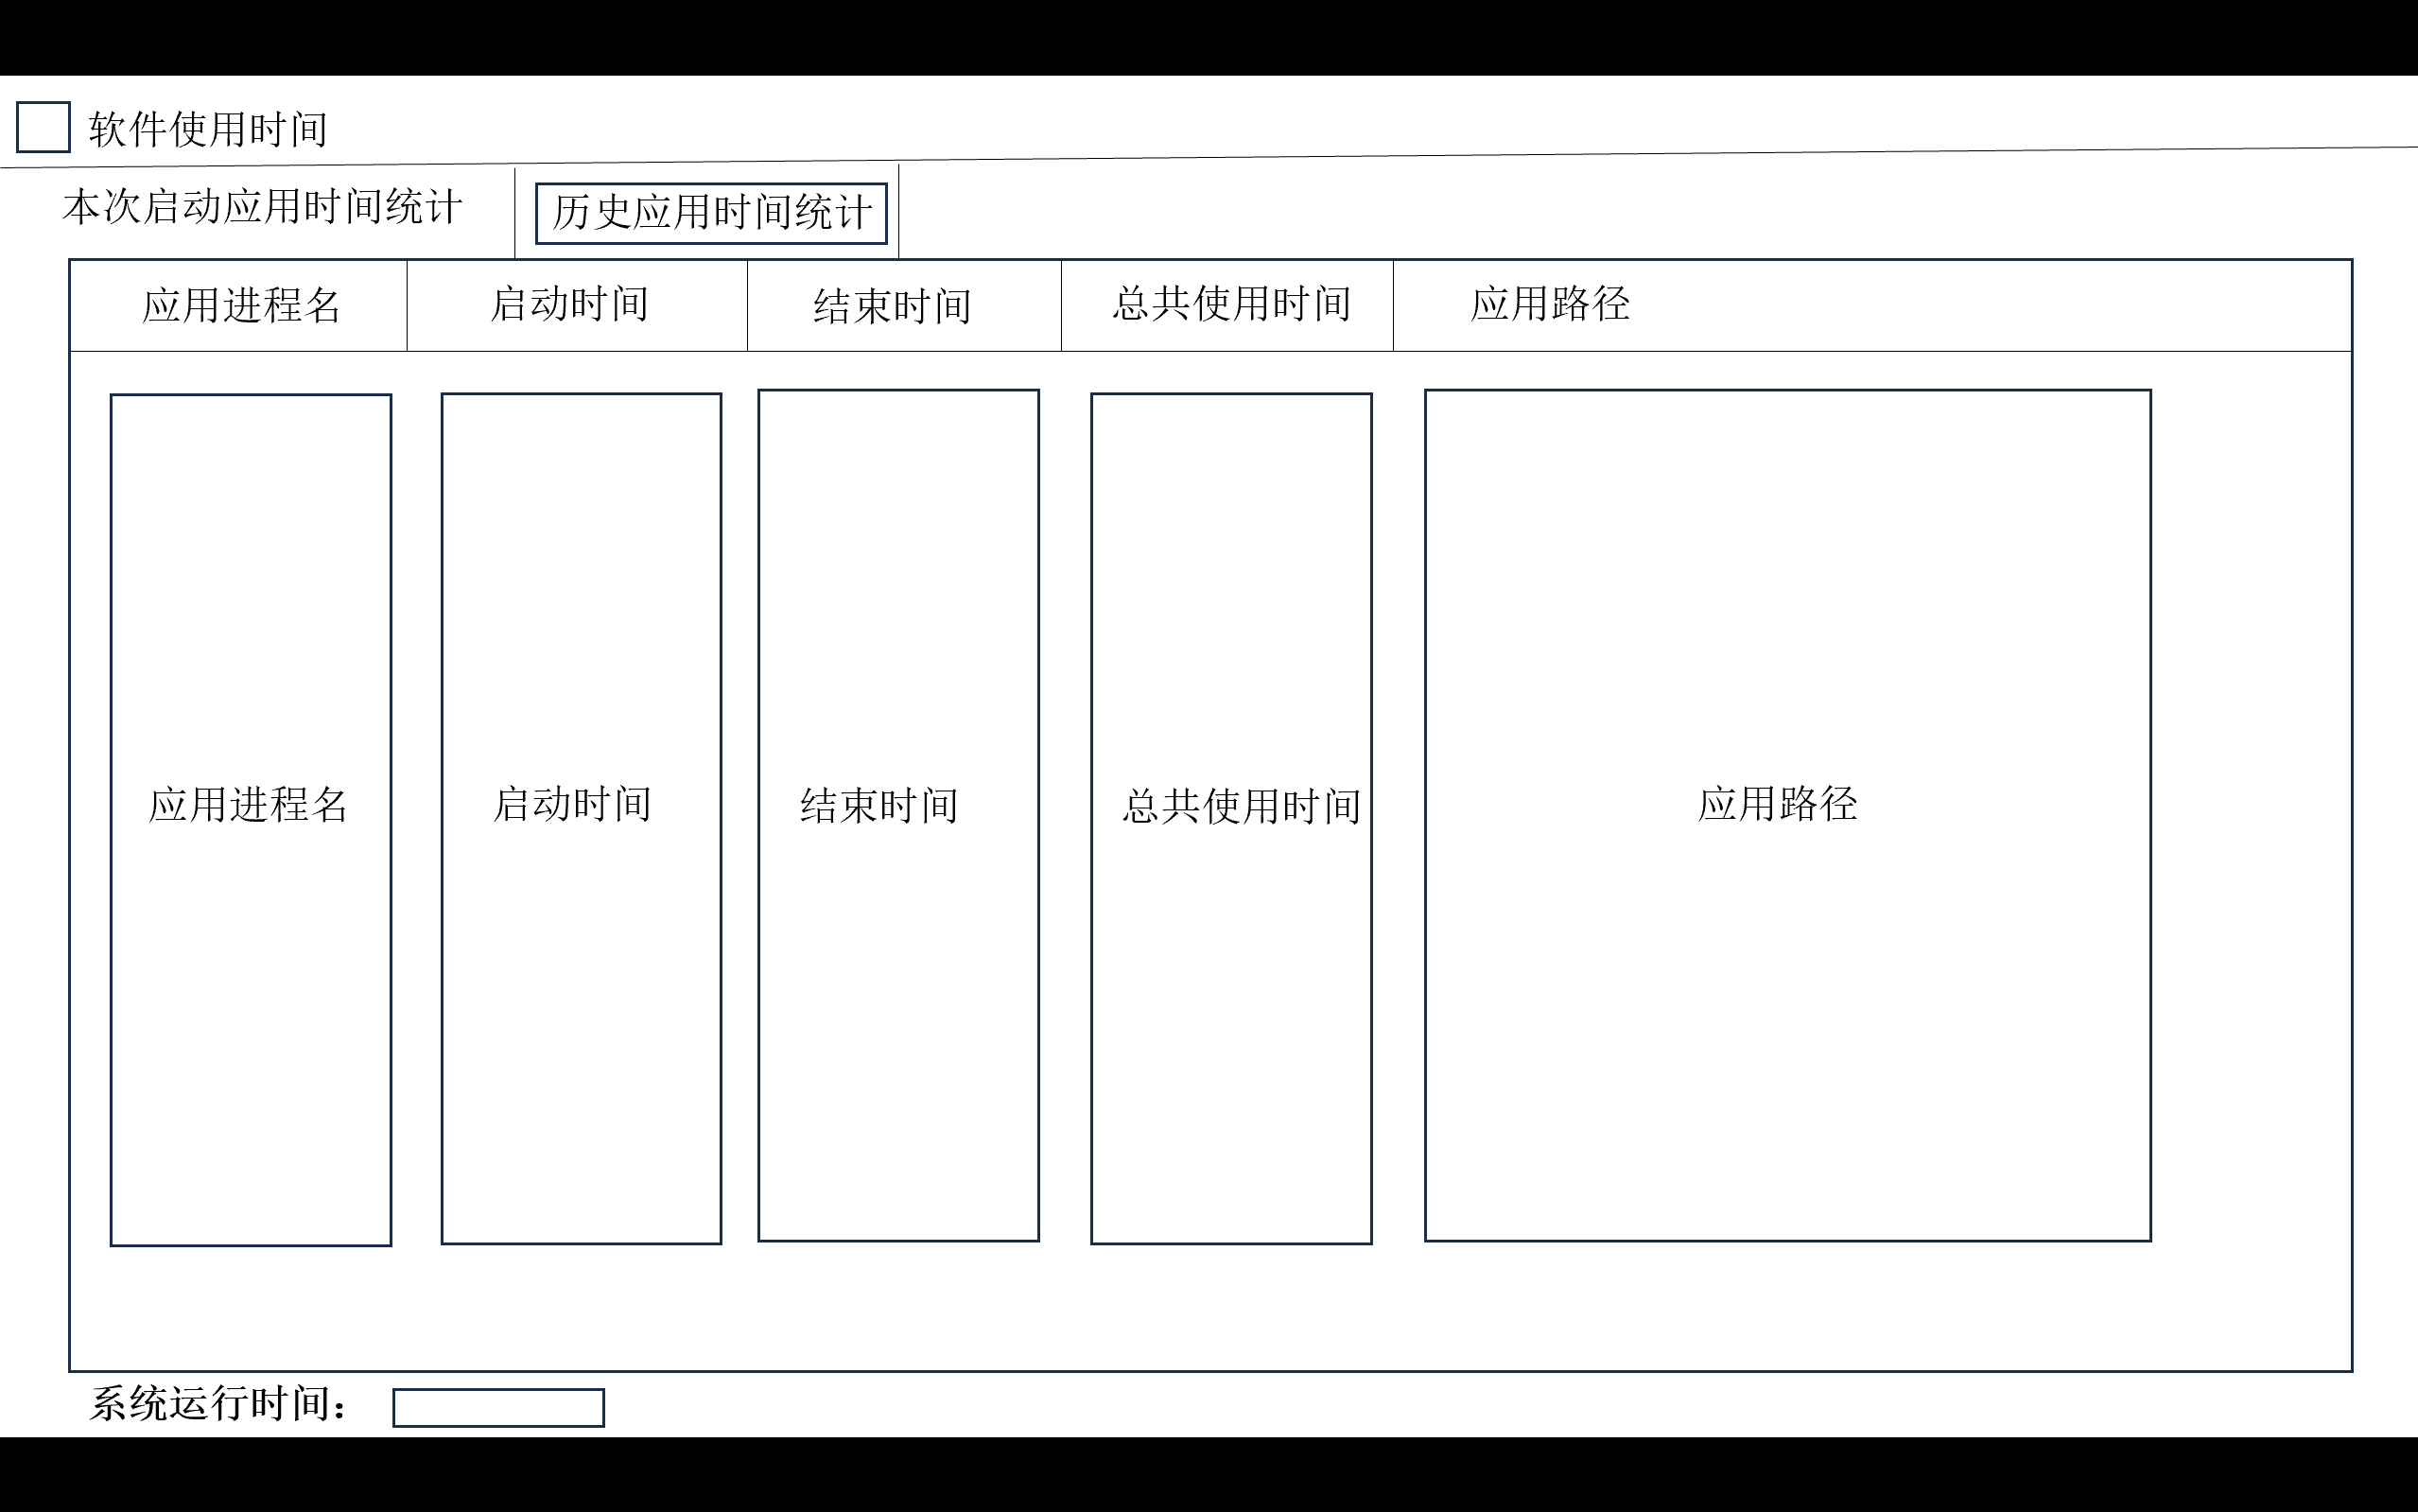 软件使用时间
本次启动应用时间统计 历史应用时间统计
应用进程名 启动时间 结束时间 总共使用时间 应用路径
应用进程名 启动时间 结束时间 总共使用时间 应用路径
系统运行时间：